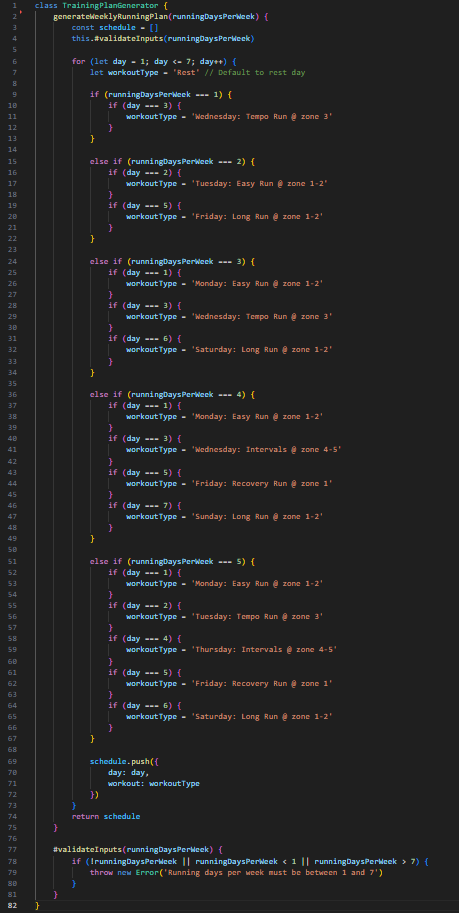 1 class TrainingPlanGenerator {
2 generateWeeklyRunningPlan(runningDaysPerWeek) {
3 const schedule = []
4 this.#validateInputs(runningDaysPerWeek)
5
6 for (let day = 1; day <= 7; day++) {
7 let workoutType = 'Rest' // Default to rest day
8
9 if (runningDaysPerWeek === 1) {
10 if (day === 3) {
11 workoutType = 'Wednesday: Tempo Run @ zone 3'
12 }
13 }
14
15 else if (runningDaysPerWeek === 2) {
16 if (day === 2) {
17 workoutType = 'Tuesday: Easy Run @ zone 1-2'
18 }
19 if (day === 5) {
20 workoutType = 'Friday: Long Run @ zone 1-2'
21 }
22 }
23
24 else if (runningDaysPerWeek === 3) {
25 if (day === 1) {
26 workoutType = 'Monday: Easy Run @ zone 1-2'
27 }
28 if (day === 3) {
29 workoutType = 'Wednesday: Tempo Run @ zone 3'
30 }
31 if (day === 6) {
32 workoutType = 'Saturday: Long Run @ zone 1-2'
33 }
34 }
35
36 else if (runningDaysPerWeek === 4) {
37 if (day === 1) {
38 workoutType = 'Monday: Easy Run @ zone 1-2'
39 }
40 if (day === 3) {
41 workoutType = 'Wednesday: Intervals @ zone 4-5'
42 }
43 if (day === 5) {
44 workoutType = 'Friday: Recovery Run @ zone 1'
45 }
46 if (day === 7) {
47 workoutType = 'Sunday: Long Run @ zone 1-2'
48 }
49 }
50
51 else if (runningDaysPerWeek === 5) {
52 if (day === 1) {
53 workoutType = 'Monday: Easy Run @ zone 1-2'
54 }
55 if (day === 2) {
56 workoutType = 'Tuesday: Tempo Run @ zone 3'
57 }
58 if (day === 4) {
59 workoutType = 'Thursday: Intervals @ zone 4-5'
60 }
61 if (day === 5) {
62 workoutType = 'Friday: Recovery Run @ zone 1'
63 }
64 if (day === 6) {
65 workoutType = 'Saturday: Long Run @ zone 1-2'
66 }
67 }
68
69 schedule.push({
70 day: day,
71 workout: workoutType
72 })
73 }
74 return schedule
75 }
76
77 #validateInputs(runningDaysPerWeek) {
78 if (!runningDaysPerWeek || runningDaysPerWeek < 1 || runningDaysPerWeek > 7) {
79 throw new Error('Running days per week must be between 1 and 7')
80 }
81 }
82 }